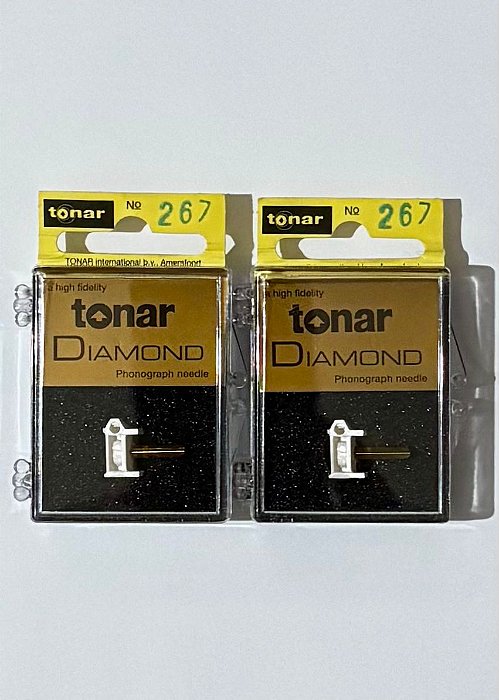 tonar No 267
TONAR international b.v., Amersfoord
a high fidelity
tonar
DIAMOND
Phonograph needle
tonar No 267
a high fidelity
tonar
DIAMOND
Phonograph needle